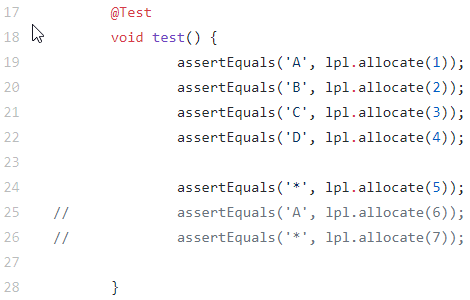 17 @Test
18 void test() {
19 assertEquals('A', lpl.allocate(1));
20 assertEquals('B', lpl.allocate(2));
21 assertEquals('C', lpl.allocate(3));
22 assertEquals('D', lpl.allocate(4));
23
24 assertEquals('*', lpl.allocate(5));
25 // assertEquals('A', lpl.allocate(6));
26 // assertEquals('*', lpl.allocate(7));
27
28 }